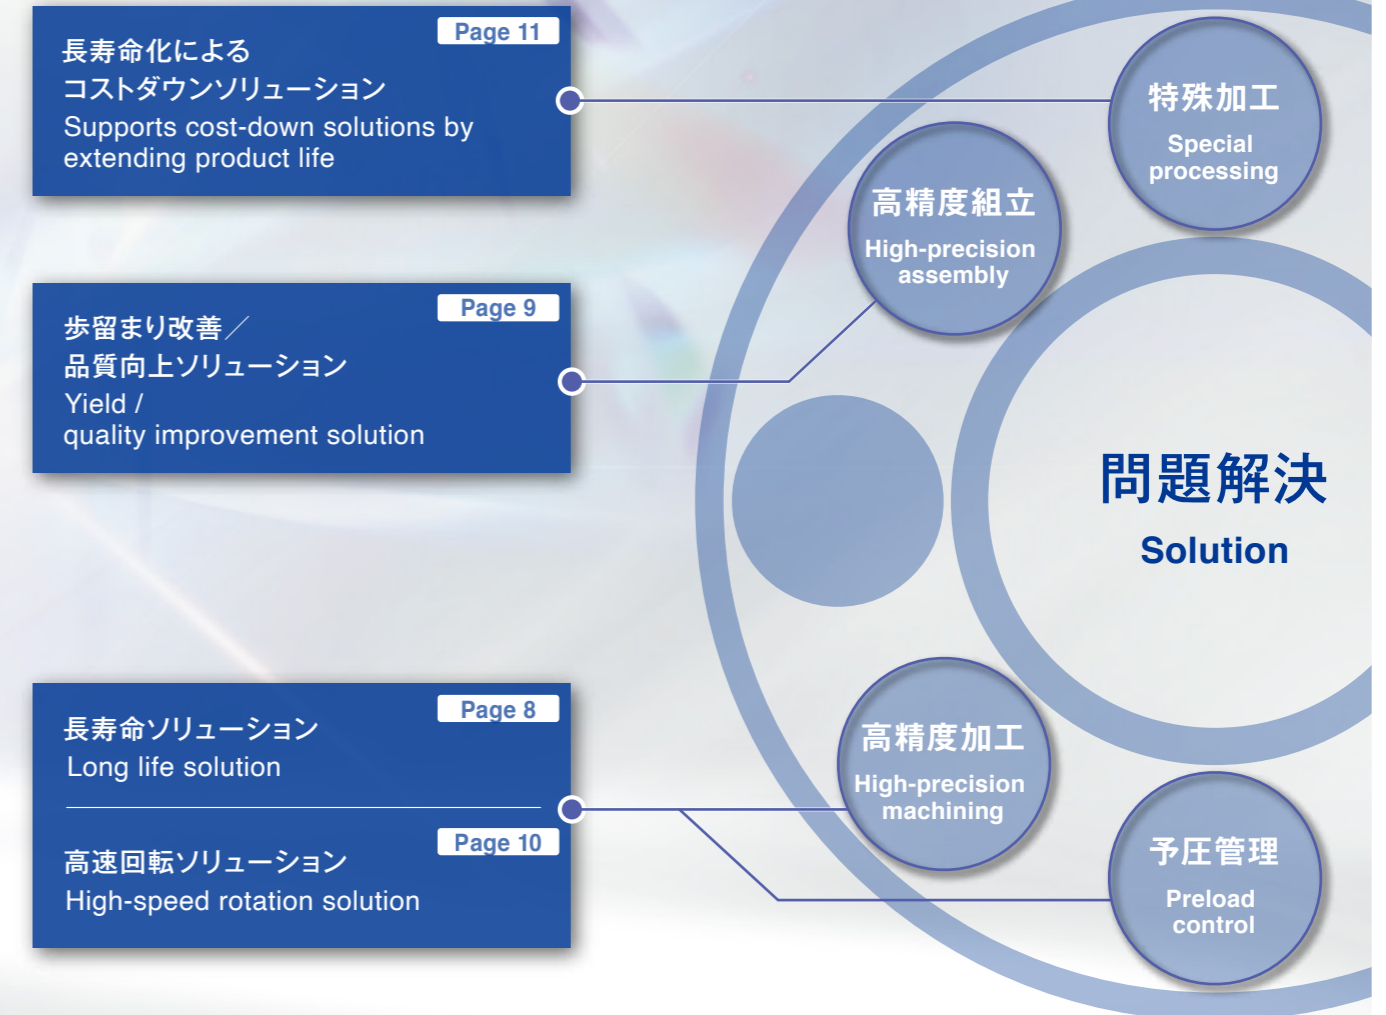 Page 11
長寿命化による
コストダウンソリューション
Supports cost-down solutions by
extending product life
特殊加工
Special
processing
高精度組立
High-precision
assembly
Page 9
歩留まり改善／
品質向上ソリューション
Yield /
quality improvement solution
問題解決
Solution
Page 8
長寿命ソリューション
Long life solution
Page 10
高速回転ソリューション
High-speed rotation solution
高精度加工
High-precision
machining
予圧管理
Preload
control